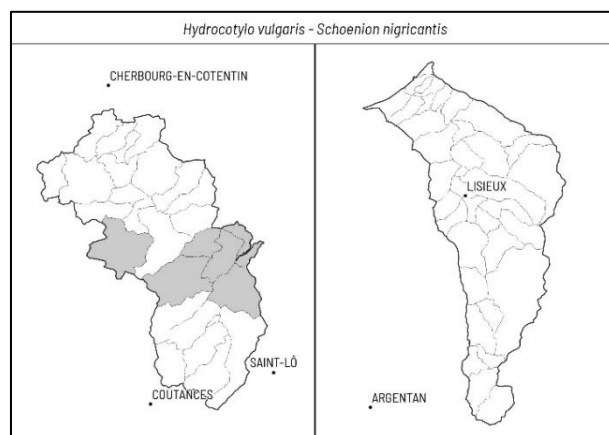 Hydrocotylo vulgaris - Schoenion nigricantis
CHERBOURG-EN-COTENTIN
LISIEUX
SAINT-LÔ
COUTANCES
ARGENTAN